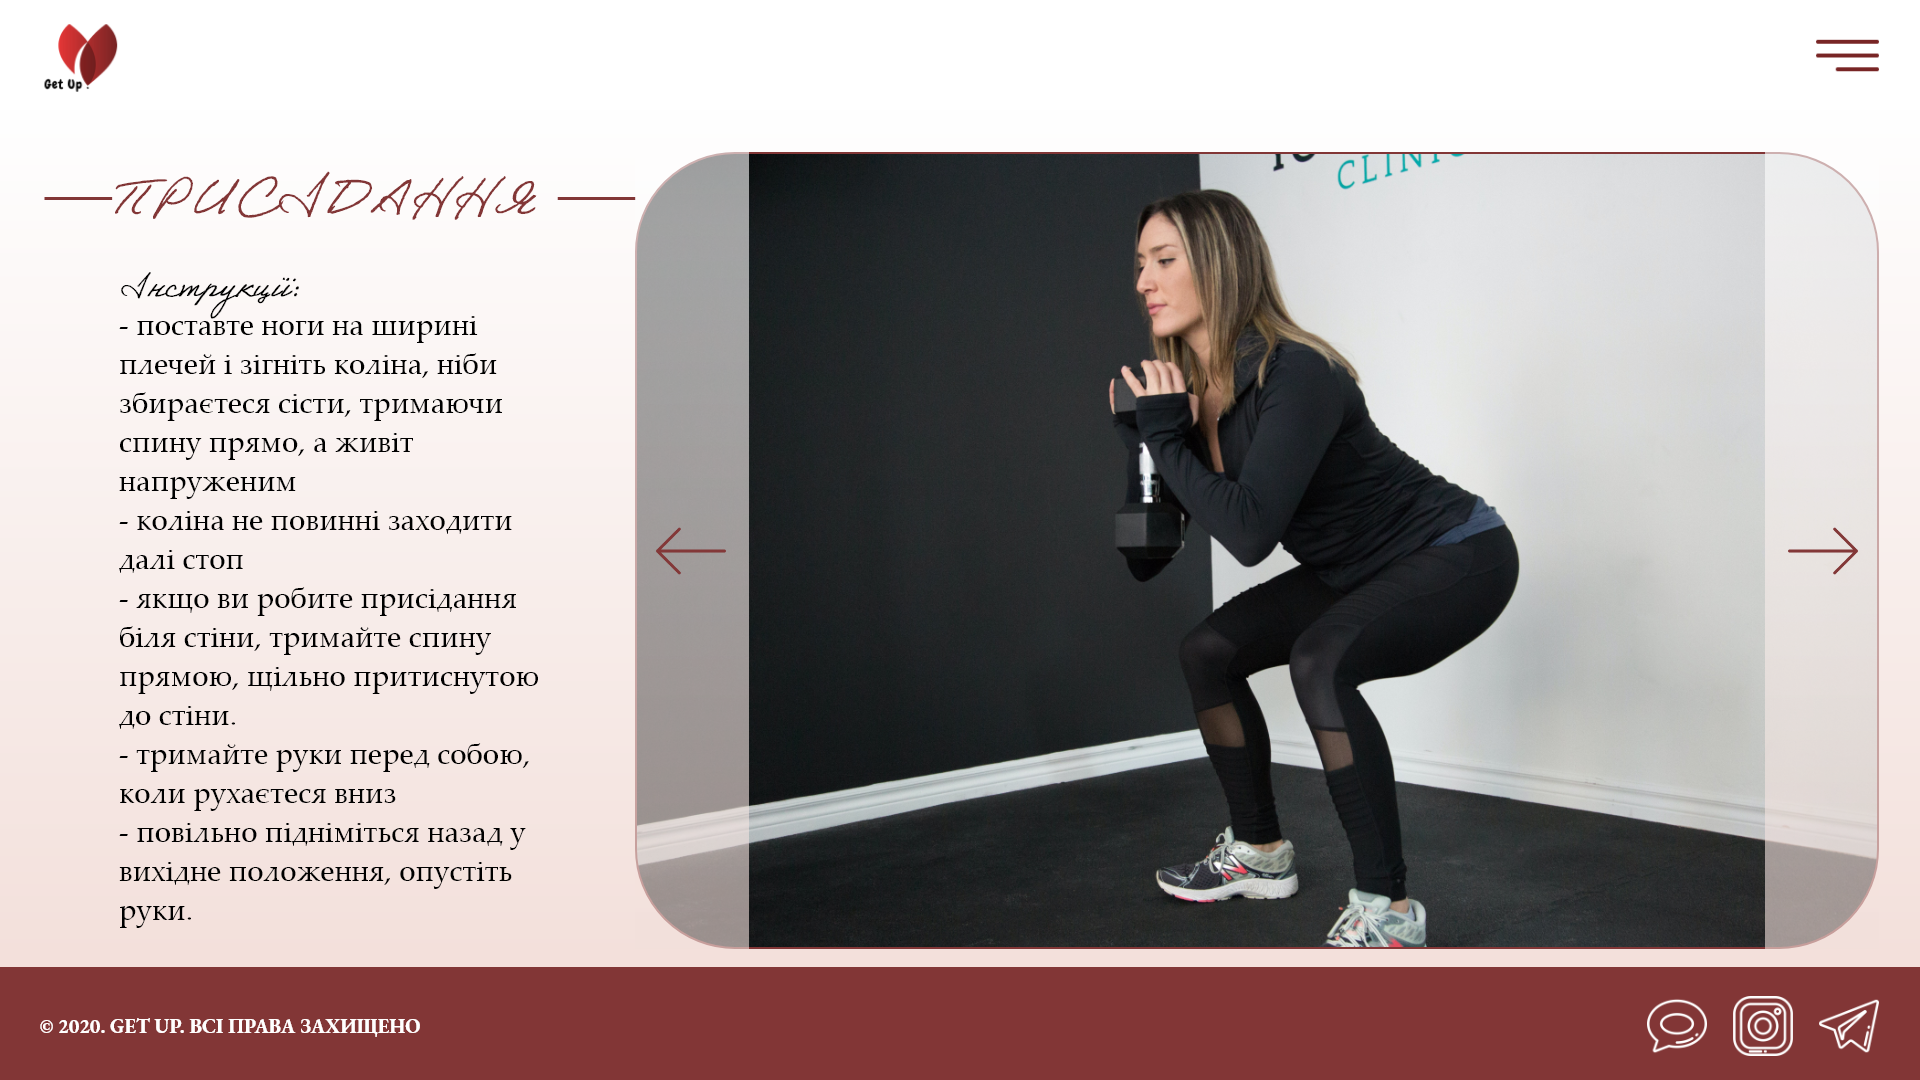 Get Up
ПРИСАДАННЯ
Інструкції:
- поставте ноги на ширині
плечей і зігніть коліна, ніби
збираєтеся сісти, тримаючи
спину прямо, а живіт
напруженим
- коліна не повинні заходити
далі стоп
- якщо ви робите присідання
біля стіни, тримайте спину
прямою, щільно притиснутою
до стіни.
- тримайте руки перед собою,
коли рухаєтеся вниз
- повільно підніміться назад у
вихідне положення, опустіть
руки.
CLINIC
© 2020. GET UP. ВСІ ПРАВА ЗАХИЩЕНО